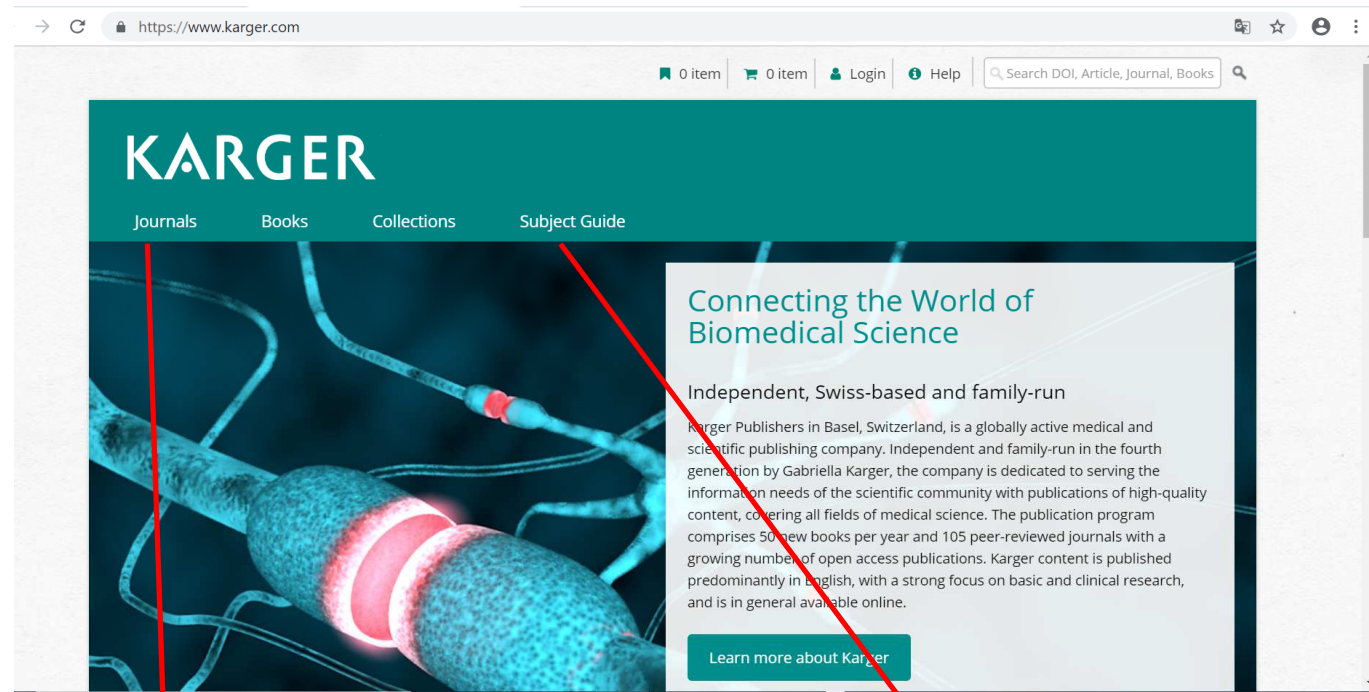 https://www.karger.com
0 item
0 item
Login
Help
Search DOI, Article, Journal, Books
KARGER
Journals Books Collections Subject Guide
Connecting the World of
Biomedical Science
Independent, Swiss-based and family-run
Karger Publishers in Basel, Switzerland, is a globally active medical and
scientific publishing company. Independent and family-run in the fourth
generation by Gabriella Karger, the company is dedicated to serving the
information needs of the scientific community with publications of high-quality
content, covering all fields of medical science. The publication program
comprises 50 new books per year and 105 peer-reviewed journals with a
growing number of open access publications. Karger content is published
predominantly in English, with a strong focus on basic and clinical research,
and is in general available online.
Learn more about Karger